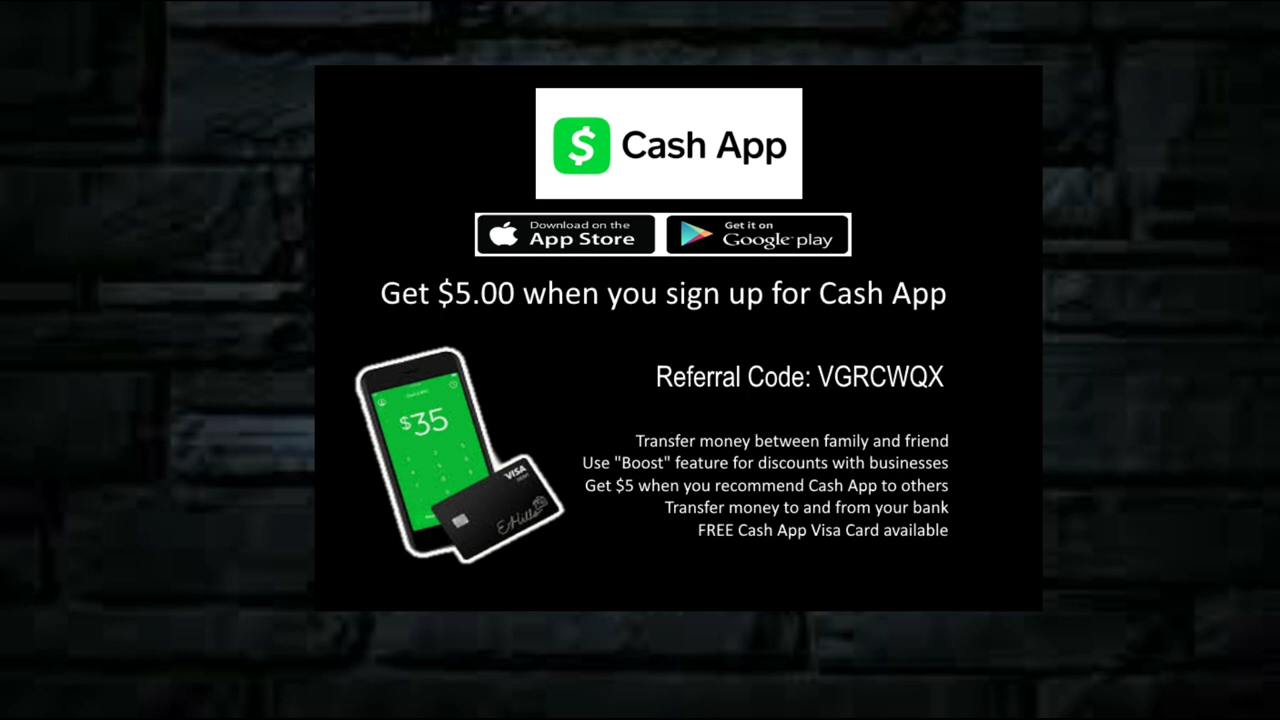 $ Cash App
Download on the
App Store
Get it on
Google play
Get $5.00 when you sign up for Cash App
Referral Code: VGRCWQX
$35
VISA
Transfer money between family and friend
Use "Boost" feature for discounts with businesses
Get $5 when you recommend Cash App to others
Transfer money to and from your bank
FREE Cash App Visa Card available